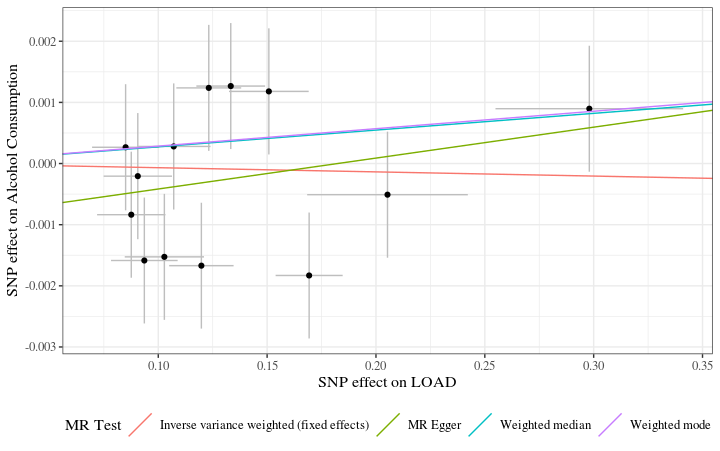 SNP effect on Alcohol Consumption
0.002
0.001
0.000
-0.001
-0.002
-0.003
0.10 0.15 0.20 0.25 0.30 0.35
SNP effect on LOAD
MR Test Inverse variance weighted (fixed effects) MR Egger Weighted median Weighted mode